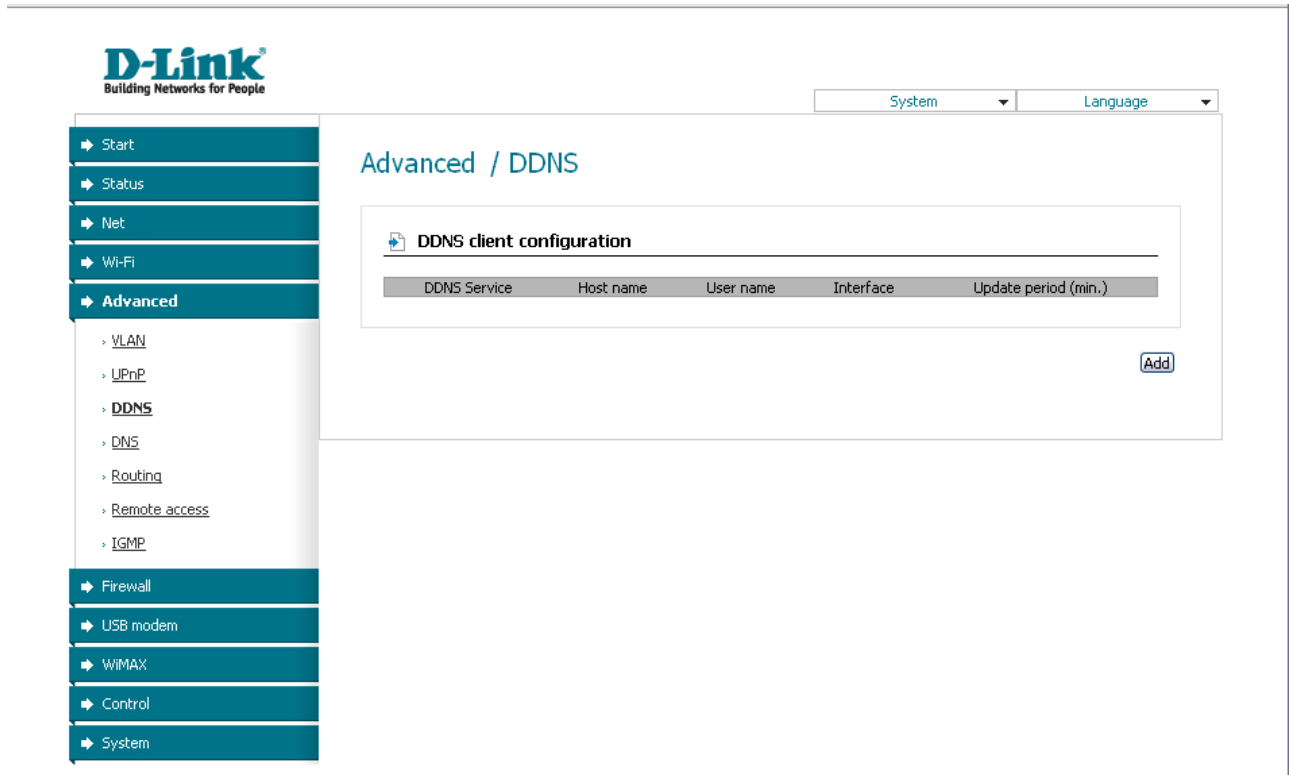 D-Link®
Building Networks for People
System Language
Start
Status
Net
Wi-Fi
Advanced
VLAN
UPnP
DDNS
DNS
Routing
Remote access
IGMP
Firewall
USB modem
WiMAX
Control
System
Advanced / DDNS
DDNS client configuration
DDNS Service Host name User name Interface Update period (min.)
Add